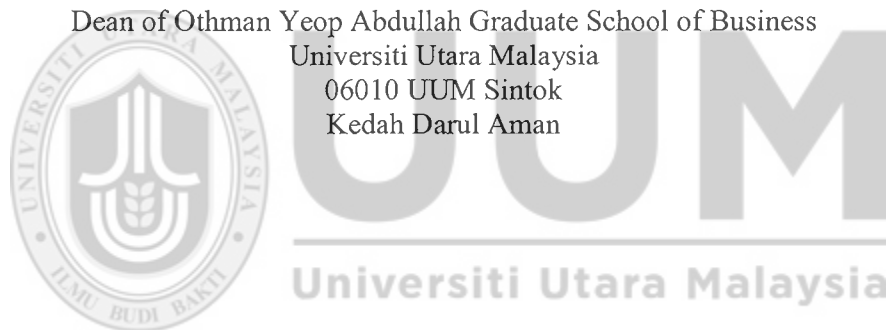 Dean of Othman Yeop Abdullah Graduate School of Business
Universiti Utara Malaysia
06010 UUM Sintok
Kedah Darul Aman
UNIVERSITI UTARA MALAYSIA
ILMU BUDI BAKTI
UUM
Universiti Utara Malaysia